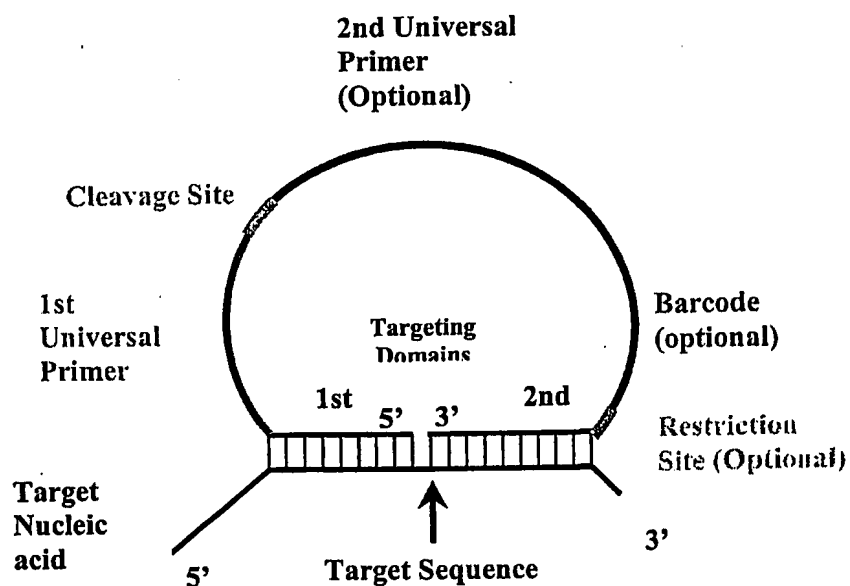 2nd Universal
Primer
(Optional)
Cleavage Site
1st
Universal
Primer
Targeting
Domains
Barcode
(optional)
1st
5’
3’
2nd
Restriction
Site (Optional)
Target
Nucleic
acid
5’
Target Sequence
3’